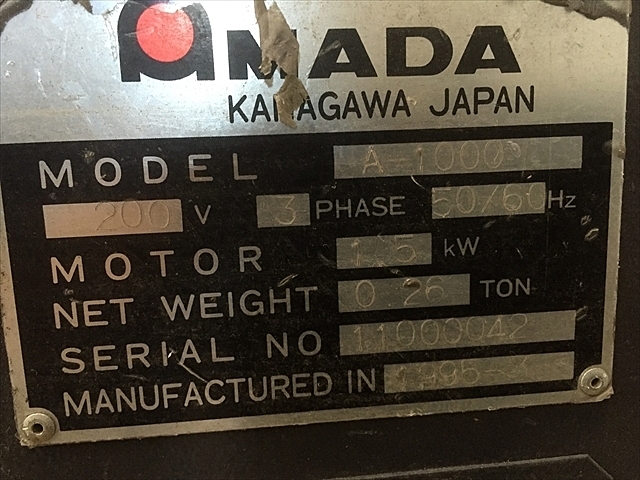 AMADA
KANAGAWA JAPAN
MODEL A-1000
200 V 3 PHASE 50/60 Hz
MOTOR 1.5 kW
NET WEIGHT 0.26 TON
SERIAL NO 11000042
MANUFACTURED IN